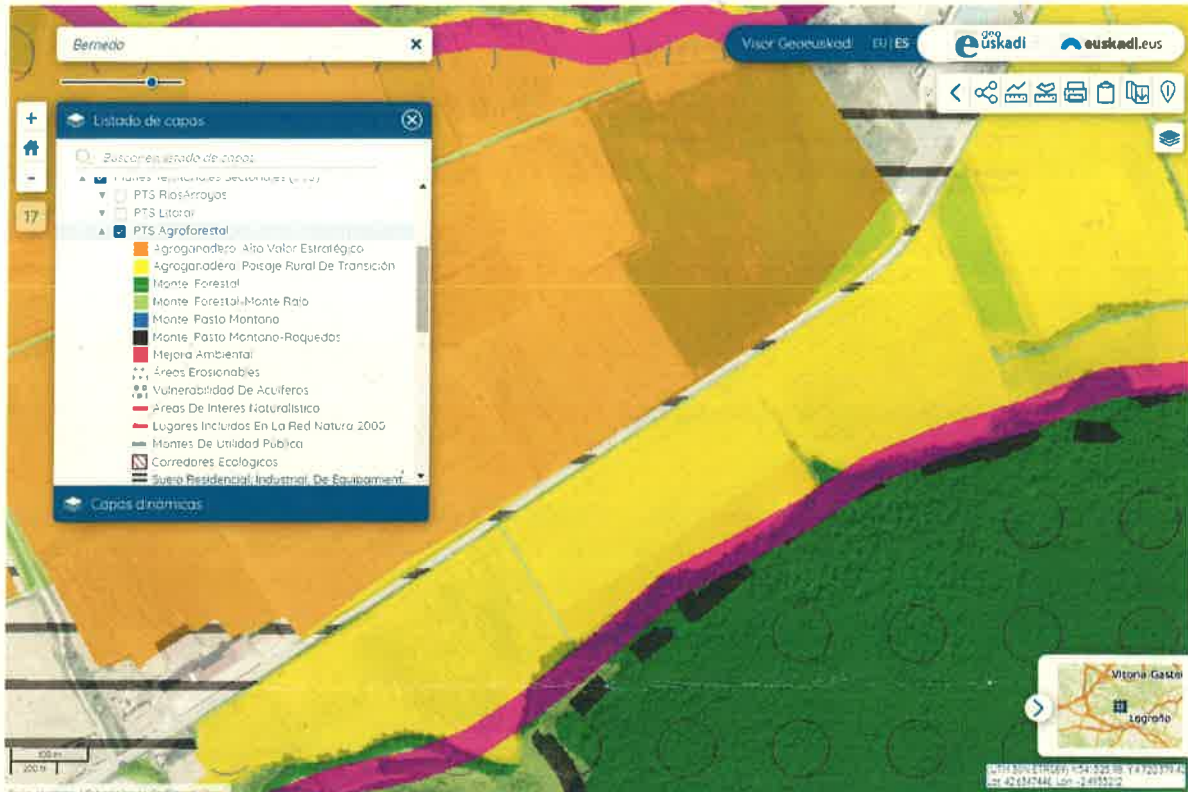 Bernedo
Visor Geoeuskadi EU|ES
geo euskadi
euskadi.eus
Listado de capas
Buscar en listado de capas
17
PTS RíosArroyos
PTS Litoral
PTS Agroforestal
Agroganadera: Alto Valor Estratégico
Agroganadera: Paisaje Rural De Transición
Monte: Forestal
Monte: Forestal-Monte Ralo
Monte: Pasto Montano
Monte: Pasto Montano-Roquedos
Mejora Ambiental
Áreas Erosionables
Vulnerabilidad De Acuíferos
Areas De Interés Naturalístico
Lugares Incluidos En La Red Natura 2000
Montes De Utilidad Pública
Corredores Ecológicos
Suelo Residencial, Industrial, De Equipament.
Capas dinámicas
100 m
200 ft
Vitoria-Gastei
Logroño